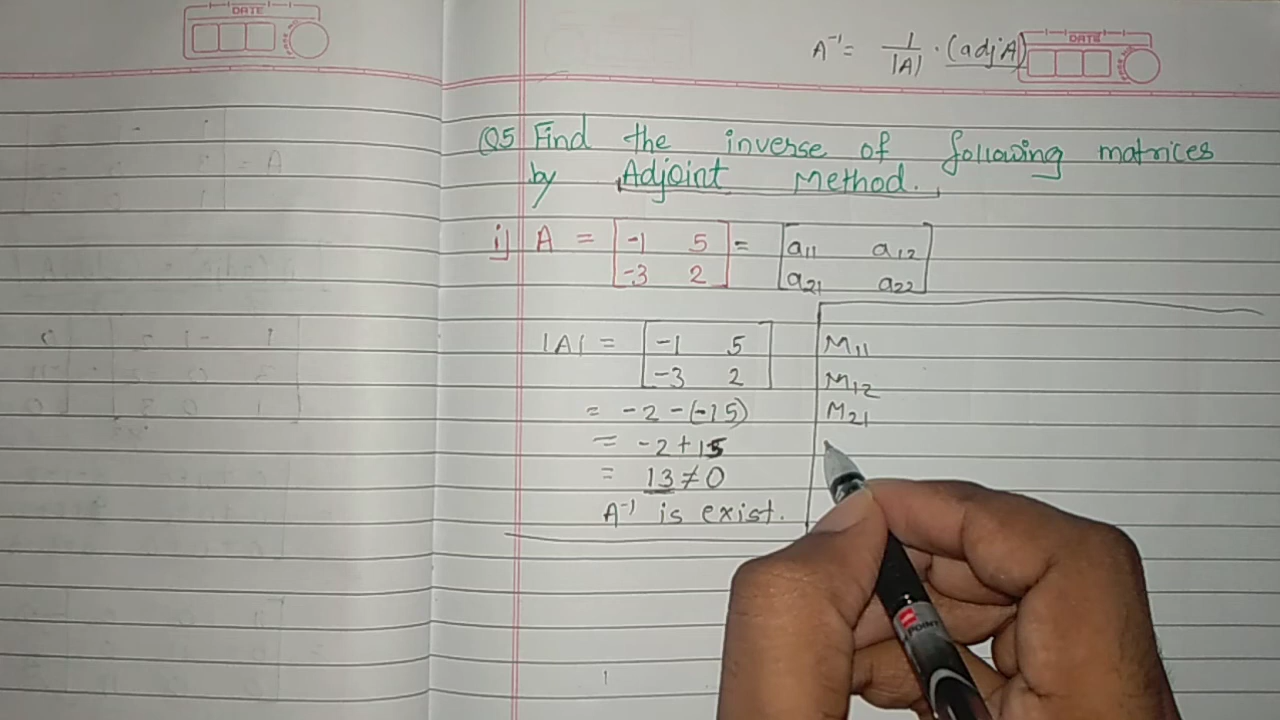 DATE
DATE
A⁻¹ = 1/|A| · (adj A)
Q5 Find the inverse of following matrices
by Adjoint Method.
i) A = [-1 5 = [a11 a12
-3 2] a21 a22]
|A| = [-1 5
-3 2]
= -2 - (-15)
= -2 + 15
= 13 ≠ 0
A⁻¹ is exist.
M11
M12
M21
POINT